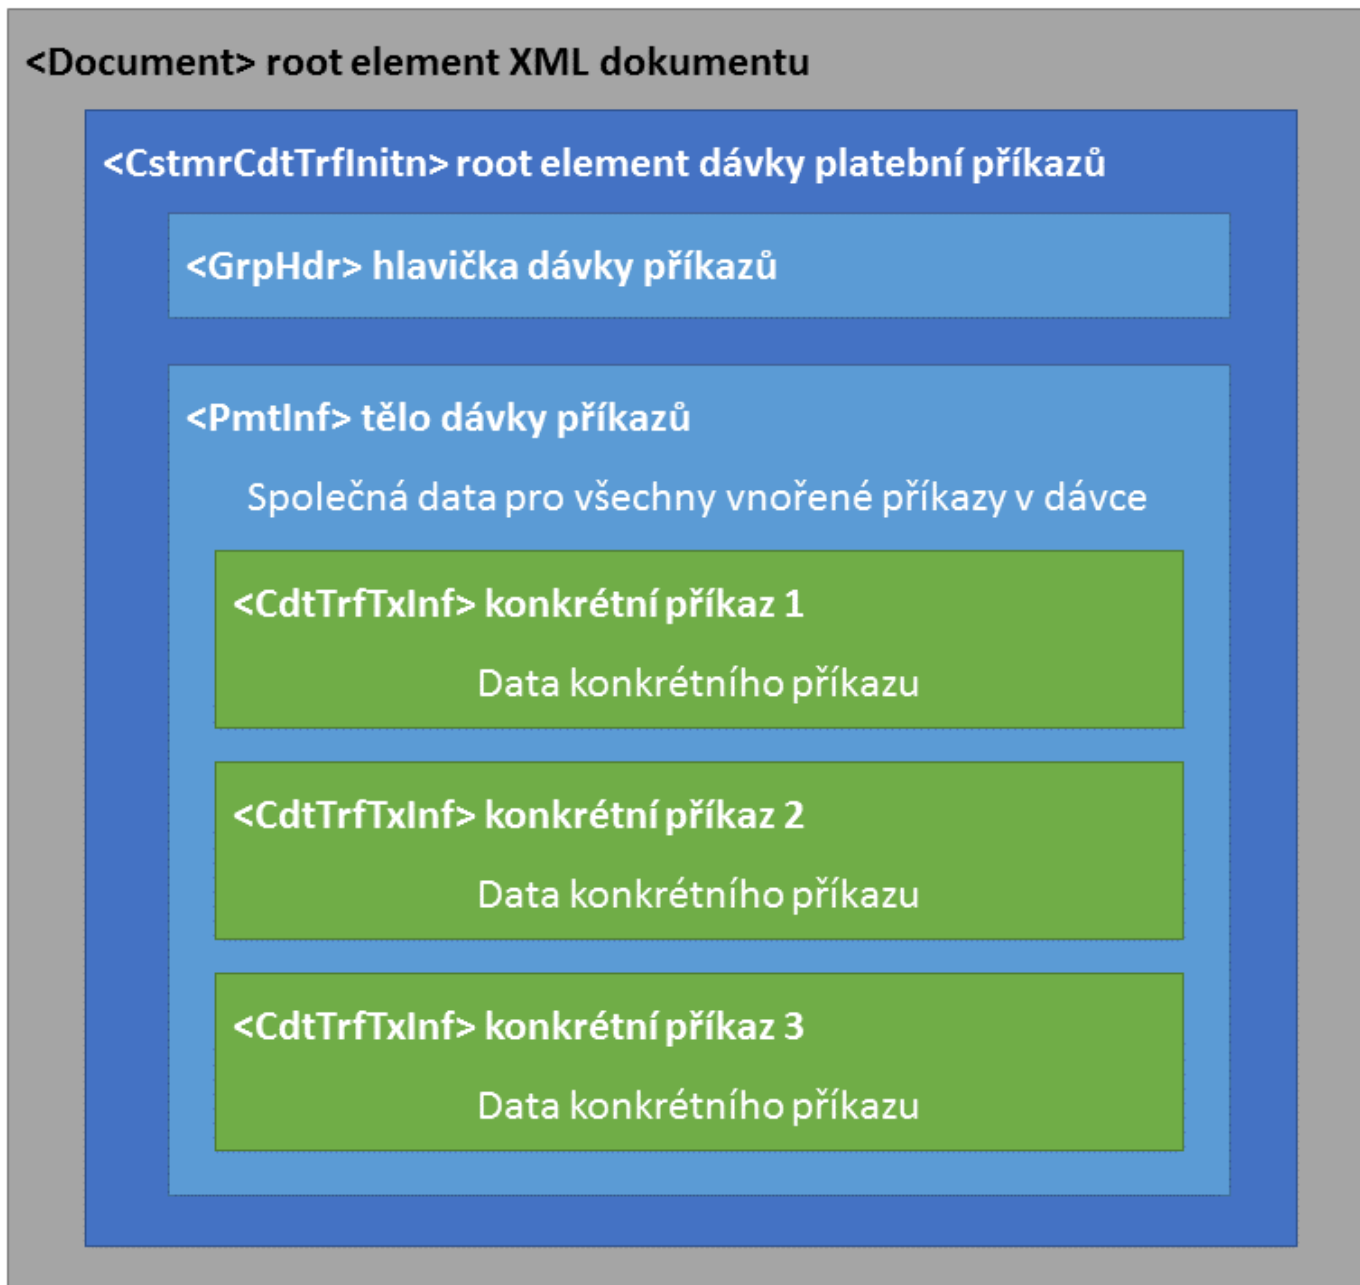 <Document> root element XML dokumentu
<CstmrCdtTrfInitn> root element dávky platební příkazů
<GrpHdr> hlavička dávky příkazů
<PmtInf> tělo dávky příkazů
Společná data pro všechny vnořené příkazy v dávce
<CdtTrfTxInf> konkrétní příkaz 1
Data konkrétního příkazu
<CdtTrfTxInf> konkrétní příkaz 2
Data konkrétního příkazu
<CdtTrfTxInf> konkrétní příkaz 3
Data konkrétního příkazu